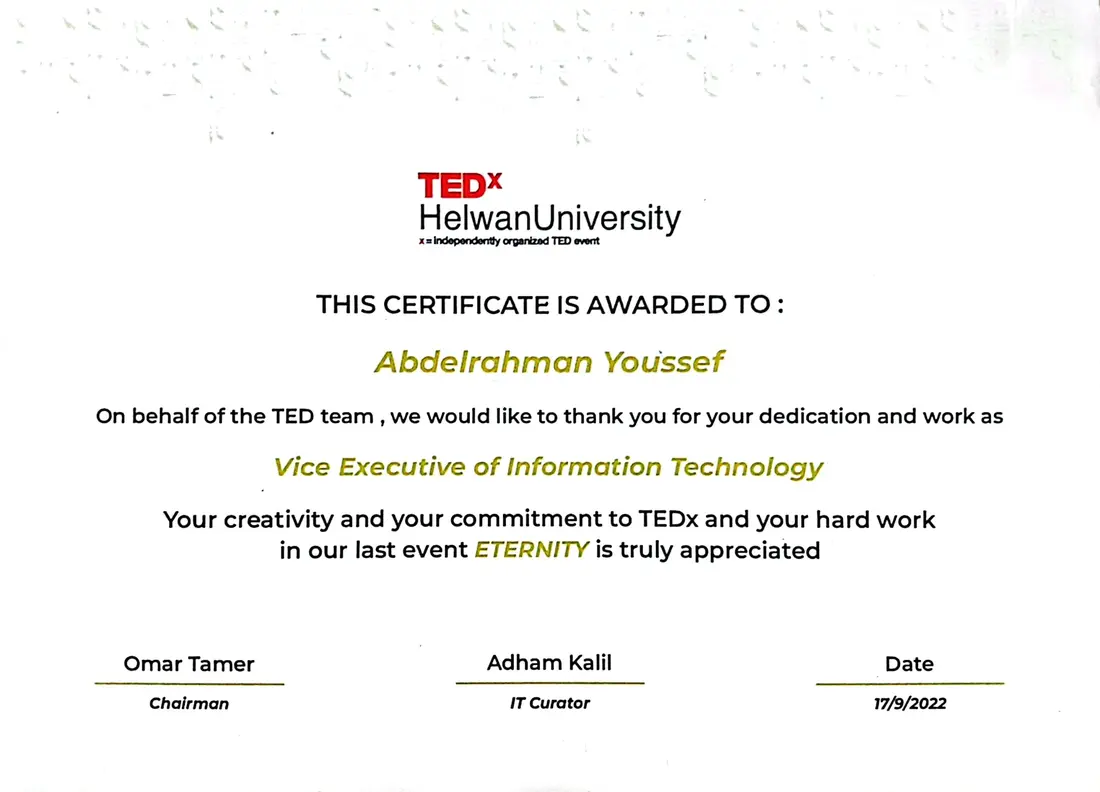 TEDx
HelwanUniversity
x = independently organized TED event
THIS CERTIFICATE IS AWARDED TO :
Abdelrahman Youssef
On behalf of the TED team , we would like to thank you for your dedication and work as
Vice Executive of Information Technology
Your creativity and your commitment to TEDx and your hard work
in our last event ETERNITY is truly appreciated
Omar Tamer
Adham Kalil
Date
Chairman
IT Curator
17/9/2022